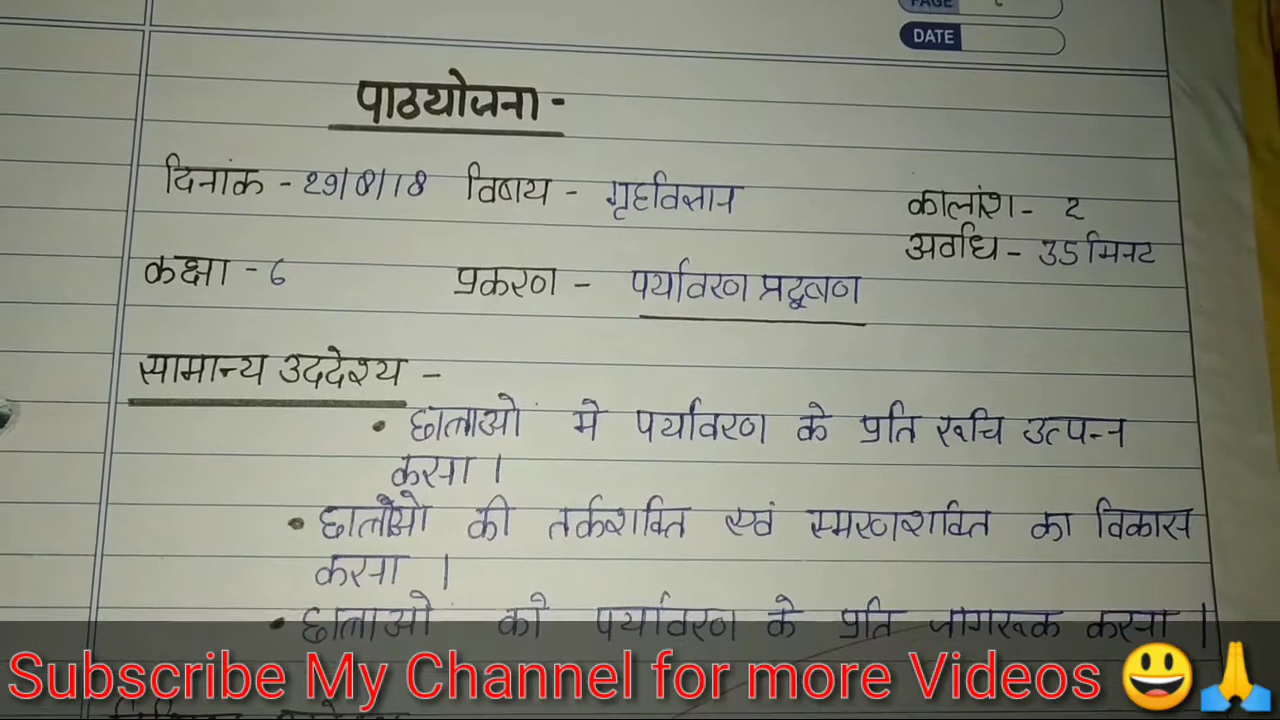 PAGE
DATE
पाठयोजना -
दिनांक - 29/8/18 विषय - गृहविज्ञान कालांश - 2
अवधि - 35 मिनट
कक्षा - 6 प्रकरण - पर्यावरण प्रदूषण
सामान्य उददेश्य -
• छात्राओं में पर्यावरण के प्रति रूचि उत्पन्न
करना ।
• छात्राओं की तर्कशक्ति एवं स्मरणशक्ति का विकास
करना ।
• छात्राओं को पर्यावरण के प्रति जागरूक करना ।
Subscribe My Channel for more Videos 😃🙏